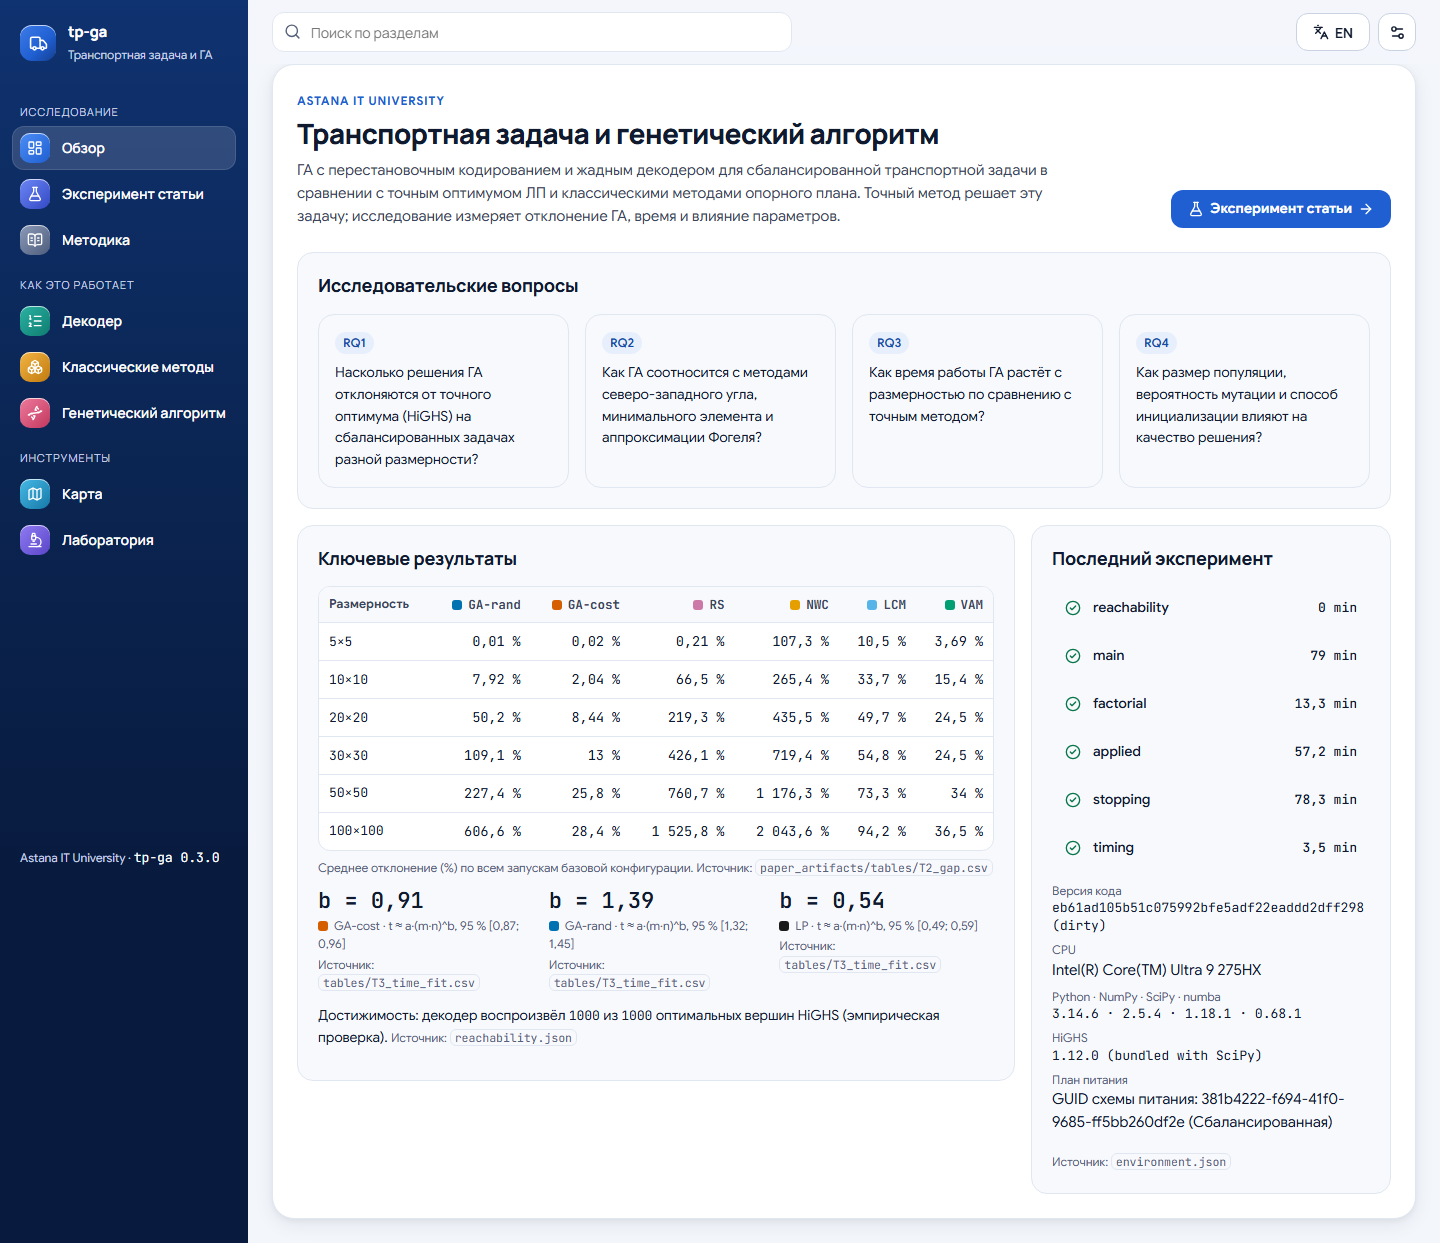 tp-ga
Транспортная задача и ГА
ИССЛЕДОВАНИЕ
Обзор
Эксперимент статьи
Методика
КАК ЭТО РАБОТАЕТ
Декодер
Классические методы
Генетический алгоритм
ИНСТРУМЕНТЫ
Карта
Лаборатория
Astana IT University · tp-ga 0.3.0
Поиск по разделам
EN
ASTANA IT UNIVERSITY
Транспортная задача и генетический алгоритм
ГА с перестановочным кодированием и жадным декодером для сбалансированной транспортной задачи в
сравнении с точным оптимумом ЛП и классическими методами опорного плана. Точный метод решает эту
задачу; исследование измеряет отклонение ГА, время и влияние параметров.
Эксперимент статьи →
Исследовательские вопросы
RQ1
Насколько решения ГА
отклоняются от точного
оптимума (HiGHS) на
сбалансированных задачах
разной размерности?
RQ2
Как ГА соотносится с методами
северо-западного угла,
минимального элемента и
аппроксимации Фогеля?
RQ3
Как время работы ГА растёт с
размерностью по сравнению с
точным методом?
RQ4
Как размер популяции,
вероятность мутации и способ
инициализации влияют на
качество решения?
Ключевые результаты
Размерность GA-rand GA-cost RS NWC LCM VAM
5×5 0,01 % 0,02 % 0,21 % 107,3 % 10,5 % 3,69 %
10×10 7,92 % 2,04 % 66,5 % 265,4 % 33,7 % 15,4 %
20×20 50,2 % 8,44 % 219,3 % 435,5 % 49,7 % 24,5 %
30×30 109,1 % 13 % 426,1 % 719,4 % 54,8 % 24,5 %
50×50 227,4 % 25,8 % 760,7 % 1 176,3 % 73,3 % 34 %
100×100 606,6 % 28,4 % 1 525,8 % 2 043,6 % 94,2 % 36,5 %
Среднее отклонение (%) по всем запускам базовой конфигурации. Источник: paper_artifacts/tables/T2_gap.csv
b = 0,91
GA-cost · t ≈ a·(m·n)^b, 95 % [0,87;
0,96]
Источник:
tables/T3_time_fit.csv
b = 1,39
GA-rand · t ≈ a·(m·n)^b, 95 % [1,32;
1,45]
Источник:
tables/T3_time_fit.csv
b = 0,54
LP · t ≈ a·(m·n)^b, 95 % [0,49; 0,59]
Источник:
tables/T3_time_fit.csv
Достижимость: декодер воспроизвёл 1000 из 1000 оптимальных вершин HiGHS (эмпирическая
проверка). Источник: reachability.json
Последний эксперимент
reachability 0 min
main 79 min
factorial 13,3 min
applied 57,2 min
stopping 78,3 min
timing 3,5 min
Версия кода
eb61ad105b51c075992bfe5adf22eaddd2dff298
(dirty)
CPU
Intel(R) Core(TM) Ultra 9 275HX
Python · NumPy · SciPy · numba
3.14.6 · 2.5.4 · 1.18.1 · 0.68.1
HiGHS
1.12.0 (bundled with SciPy)
План питания
GUID схемы питания: 381b4222-f694-41f0-
9685-ff5bb260df2e (Сбалансированная)
Источник: environment.json